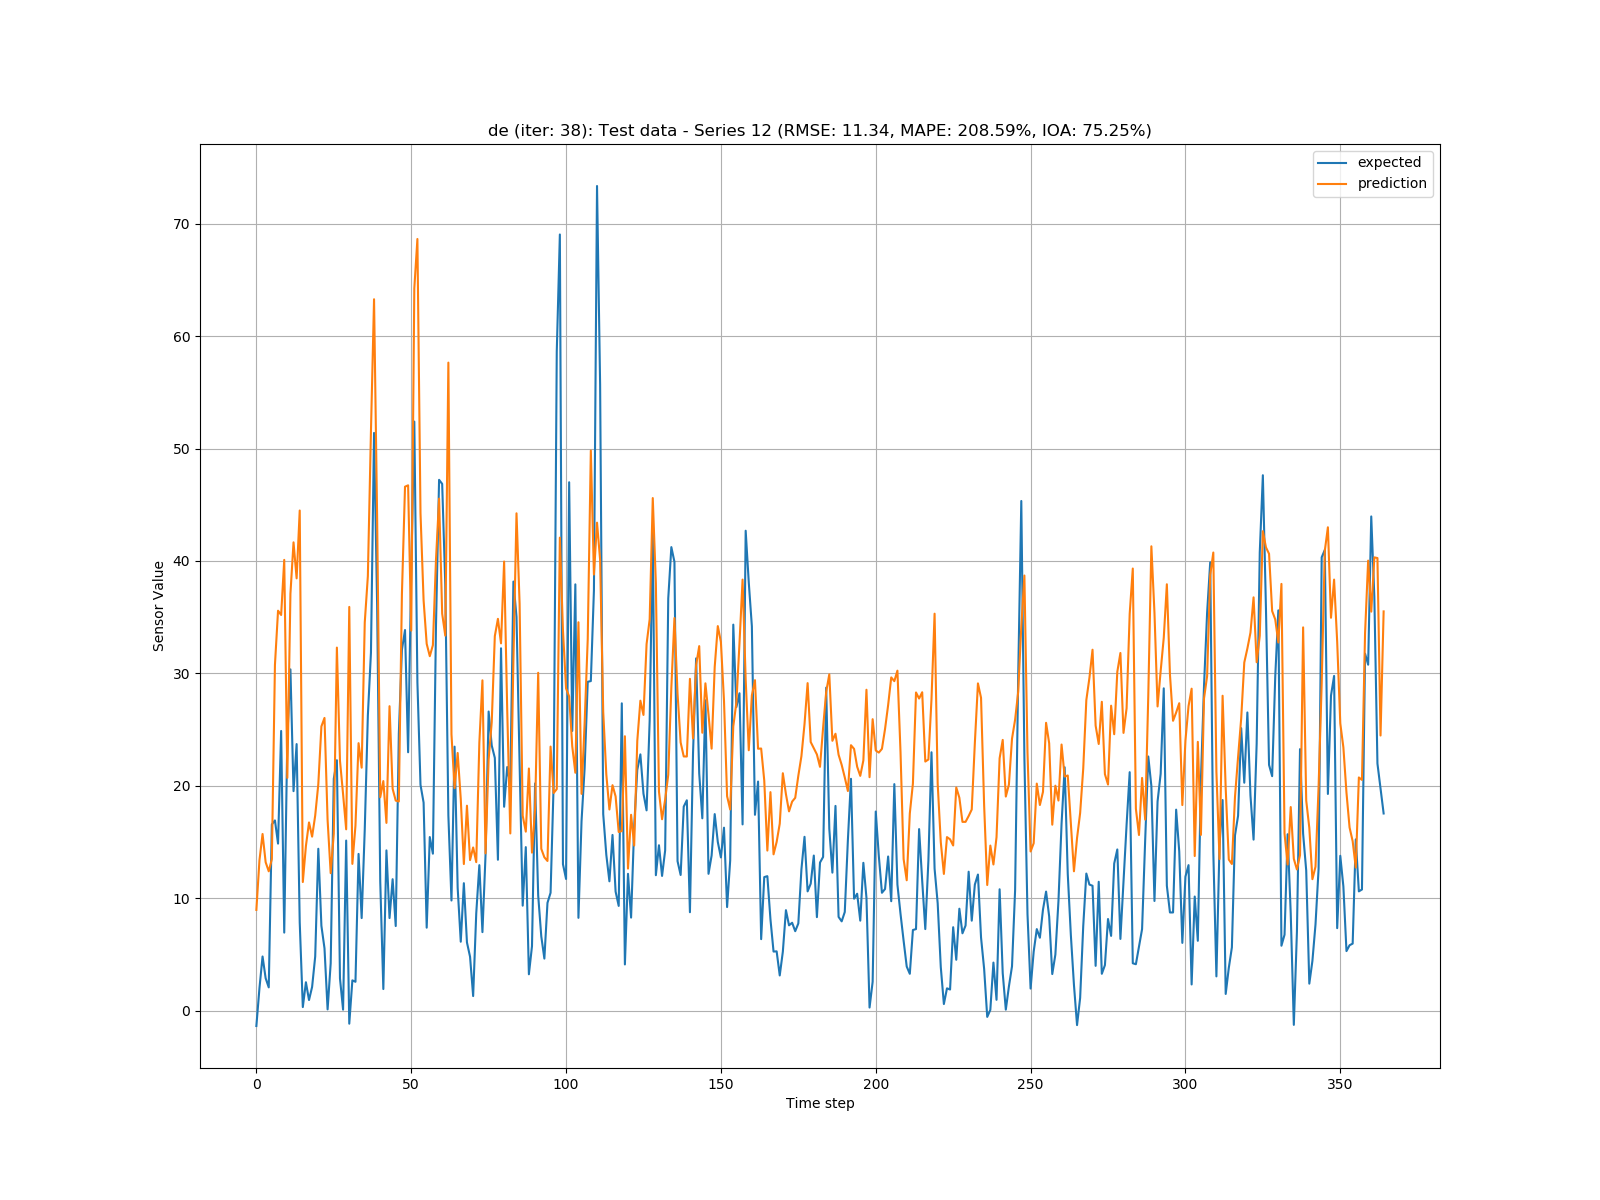 de (iter: 38): Test data - Series 12 (RMSE: 11.34, MAPE: 208.59%, IOA: 75.25%)
expected
prediction
70
60
50
40
30
20
10
0
Sensor Value
0 50 100 150 200 250 300 350
Time step